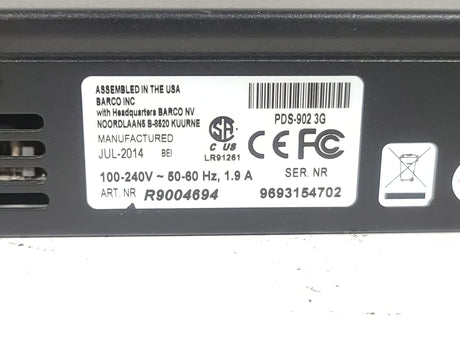 ASSEMBLED IN THE USA
BARCO INC
with Headquarters BARCO NV
NOORDLAAN5 B-8520 KUURNE
MANUFACTURED
JUL-2014 BEI
100-240V ~ 50-60 Hz, 1.9 A
ART. NR R9004694
C US
LR91261
PDS-902 3G
CE FC
SER. NR
9693154702